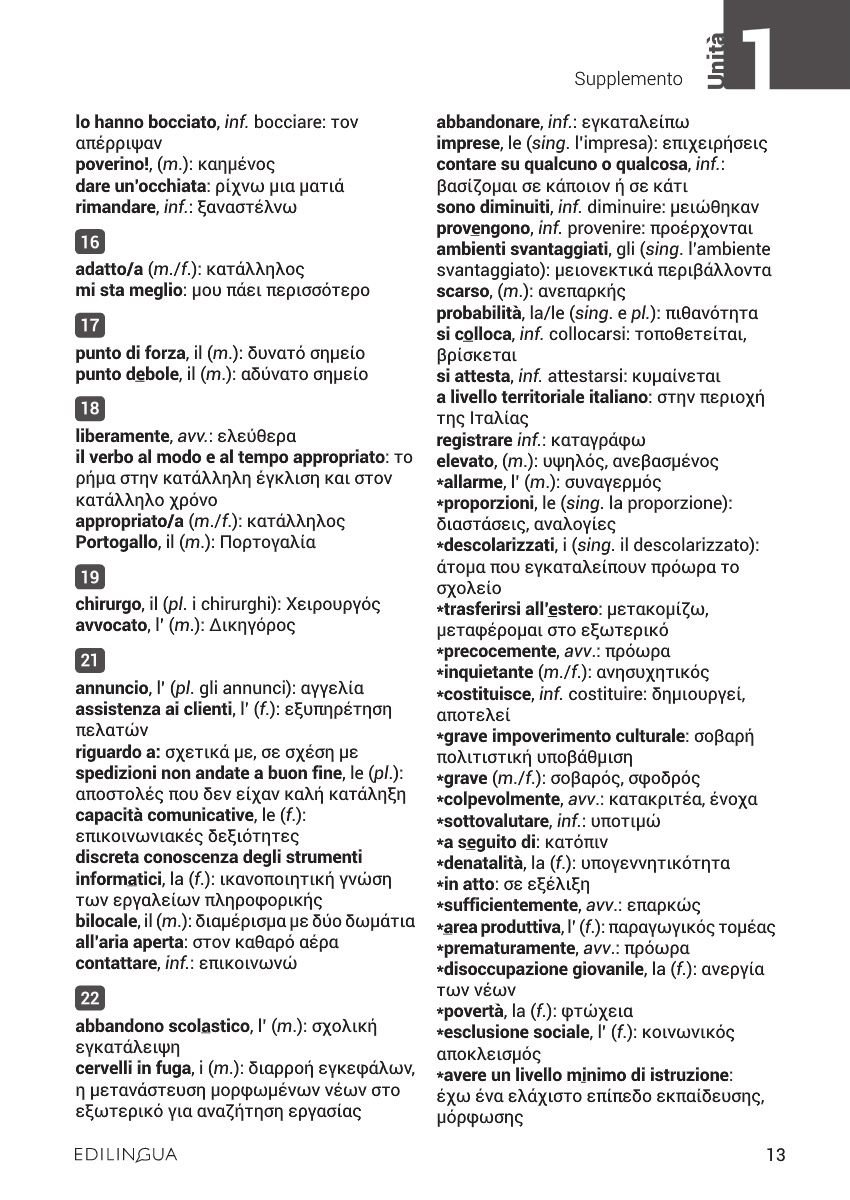 Supplemento
Unità
1
lo hanno bocciato, inf. bocciare: τον
απέρριψαν
poverino!, (m.): καημένος
dare un'occhiata: ρίχνω μια ματιά
rimandare, inf.: ξαναστέλνω
16
adatto/a (m./f.): κατάλληλος
mi sta meglio: μου πάει περισσότερο
17
punto di forza, il (m.): δυνατό σημείο
punto debole, il (m.): αδύνατο σημείο
18
liberamente, avv.: ελεύθερα
il verbo al modo e al tempo appropriato: το
ρήμα στην κατάλληλη έγκλιση και στον
κατάλληλο χρόνο
appropriato/a (m./f.): κατάλληλος
Portogallo, il (m.): Πορτογαλία
19
chirurgo, il (pl. i chirurghi): Χειρουργός
avvocato, l' (m.): Δικηγόρος
21
annuncio, l' (pl. gli annunci): αγγελία
assistenza ai clienti, l' (f.): εξυπηρέτηση
πελατών
riguardo a: σχετικά με, σε σχέση με
spedizioni non andate a buon fine, le (pl.):
αποστολές που δεν είχαν καλή κατάληξη
capacità comunicative, le (f.):
επικοινωνιακές δεξιότητες
discreta conoscenza degli strumenti
informatici, la (f.): ικανοποιητική γνώση
των εργαλείων πληροφορικής
bilocale, il (m.): διαμέρισμα με δύο δωμάτια
all'aria aperta: στον καθαρό αέρα
contattare, inf.: επικοινωνώ
22
abbandono scolastico, l' (m.): σχολική
εγκατάλειψη
cervelli in fuga, i (m.): διαρροή εγκεφάλων,
η μετανάστευση μορφωμένων νέων στο
εξωτερικό για αναζήτηση εργασίας
abbandonare, inf.: εγκαταλείπω
imprese, le (sing. l'impresa): επιχειρήσεις
contare su qualcuno o qualcosa, inf.:
βασίζομαι σε κάποιον ή σε κάτι
sono diminuiti, inf. diminuire: μειώθηκαν
provengono, inf. provenire: προέρχονται
ambienti svantaggiati, gli (sing. l'ambiente
svantaggiato): μειονεκτικά περιβάλλοντα
scarso, (m.): ανεπαρκής
probabilità, la/le (sing. e pl.): πιθανότητα
si colloca, inf. collocarsi: τοποθετείται,
βρίσκεται
si attesta, inf. attestarsi: κυμαίνεται
a livello territoriale italiano: στην περιοχή
της Ιταλίας
registrare inf.: καταγράφω
elevato, (m.): υψηλός, ανεβασμένος
*allarme, l' (m.): συναγερμός
*proporzioni, le (sing. la proporzione):
διαστάσεις, αναλογίες
*descolarizzati, i (sing. il descolarizzato):
άτομα που εγκαταλείπουν πρόωρα το
σχολείο
*trasferirsi all'estero: μετακομίζω,
μεταφέρομαι στο εξωτερικό
*precocemente, avv.: πρόωρα
*inquietante (m./f.): ανησυχητικός
*costituisce, inf. costituire: δημιουργεί,
αποτελεί
*grave impoverimento culturale: σοβαρή
πολιτιστική υποβάθμιση
*grave (m./f.): σοβαρός, σφοδρός
*colpevolmente, avv.: κατακριτέα, ένοχα
*sottovalutare, inf.: υποτιμώ
*a seguito di: κατόπιν
*denatalità, la (f.): υπογεννητικότητα
*in atto: σε εξέλιξη
*sufficientemente, avv.: επαρκώς
*area produttiva, l' (f.): παραγωγικός τομέας
*prematuramente, avv.: πρόωρα
*disoccupazione giovanile, la (f.): ανεργία
των νέων
*povertà, la (f.): φτώχεια
*esclusione sociale, l' (f.): κοινωνικός
αποκλεισμός
*avere un livello minimo di istruzione:
έχω ένα ελάχιστο επίπεδο εκπαίδευσης,
μόρφωσης
EDILINGUA
13